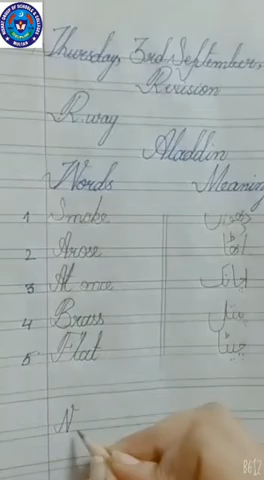 Thursday, 3rd September,
Revision
R.way
Aladdin
Words Meaning
1 Smoke دھواں
2 Arose اٹھا
3 At once اچانک
4 Brass پیتل
5 Flat چپٹا
N